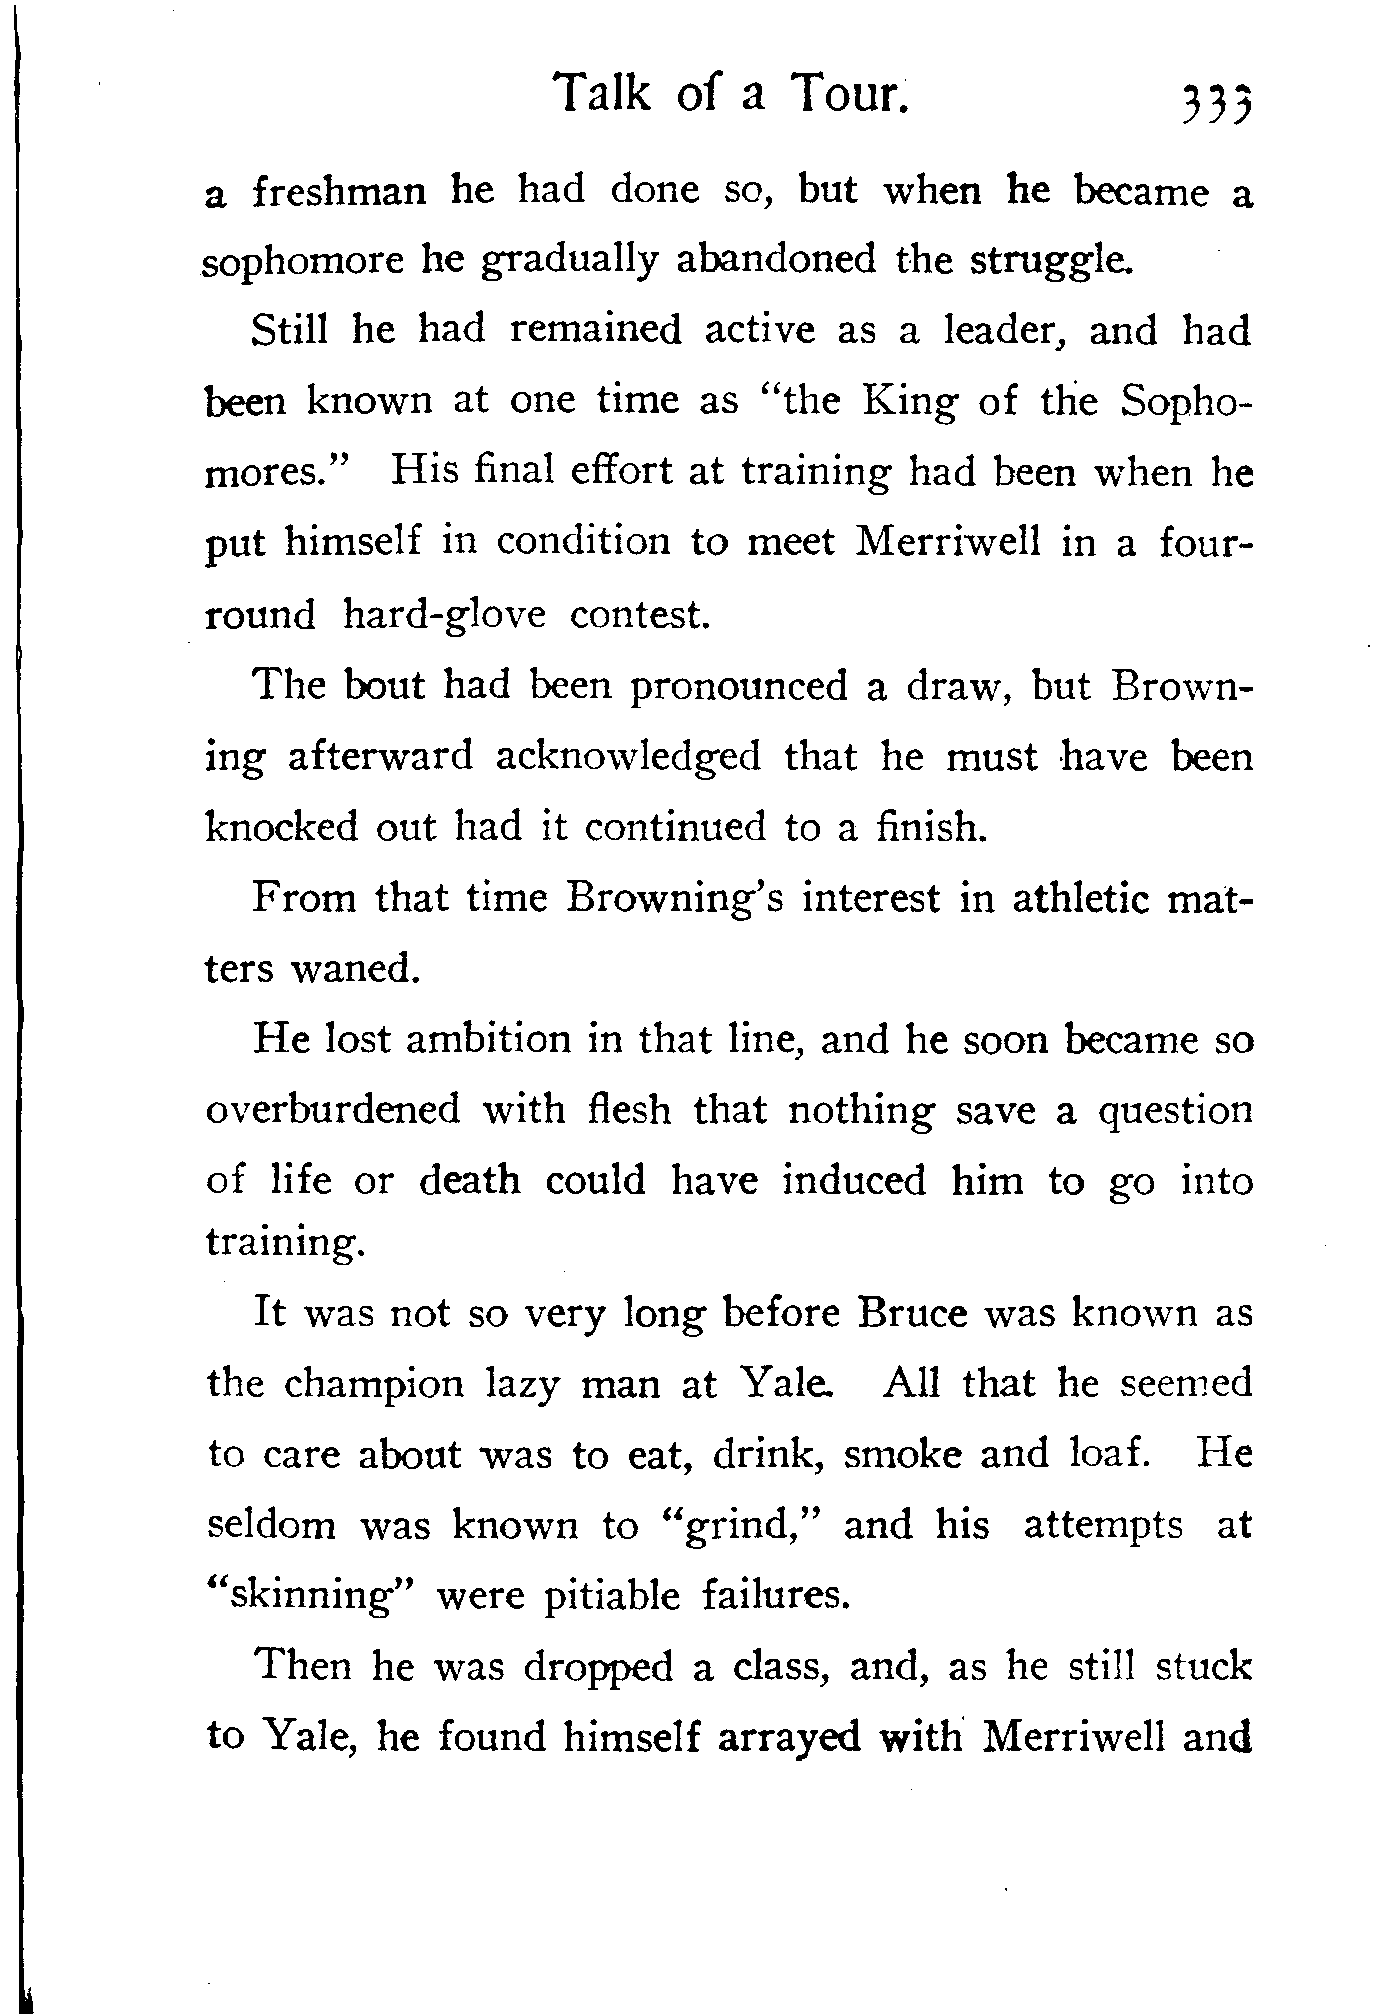 Talk of a Tour. 333
a freshman he had done so, but when he became a
sophomore he gradually abandoned the struggle.
Still he had remained active as a leader, and had
been known at one time as "the King of the Sopho-
mores." His final effort at training had been when he
put himself in condition to meet Merriwell in a four-
round hard-glove contest.
The bout had been pronounced a draw, but Brown-
ing afterward acknowledged that he must have been
knocked out had it continued to a finish.
From that time Browning's interest in athletic mat-
ters waned.
He lost ambition in that line, and he soon became so
overburdened with flesh that nothing save a question
of life or death could have induced him to go into
training.
It was not so very long before Bruce was known as
the champion lazy man at Yale. All that he seemed
to care about was to eat, drink, smoke and loaf. He
seldom was known to "grind," and his attempts at
"skinning" were pitiable failures.
Then he was dropped a class, and, as he still stuck
to Yale, he found himself arrayed with Merriwell and